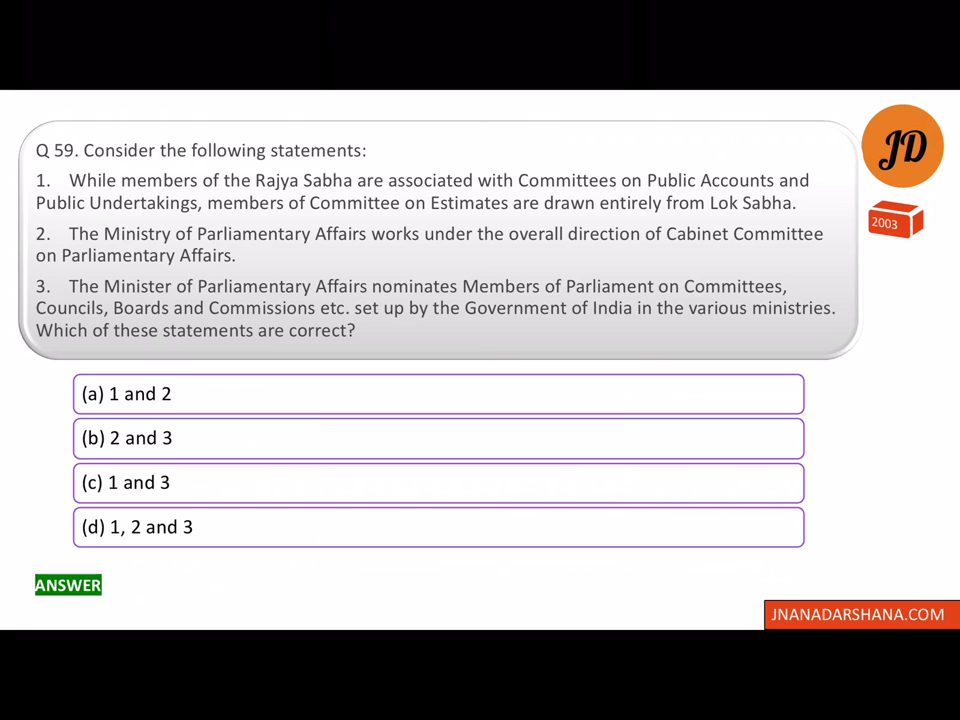 Q 59. Consider the following statements:
1. While members of the Rajya Sabha are associated with Committees on Public Accounts and
Public Undertakings, members of Committee on Estimates are drawn entirely from Lok Sabha.
2. The Ministry of Parliamentary Affairs works under the overall direction of Cabinet Committee
on Parliamentary Affairs.
3. The Minister of Parliamentary Affairs nominates Members of Parliament on Committees,
Councils, Boards and Commissions etc. set up by the Government of India in the various ministries.
Which of these statements are correct?
JD
2003
(a) 1 and 2
(b) 2 and 3
(c) 1 and 3
(d) 1, 2 and 3
ANSWER
JNANADARSHANA.COM